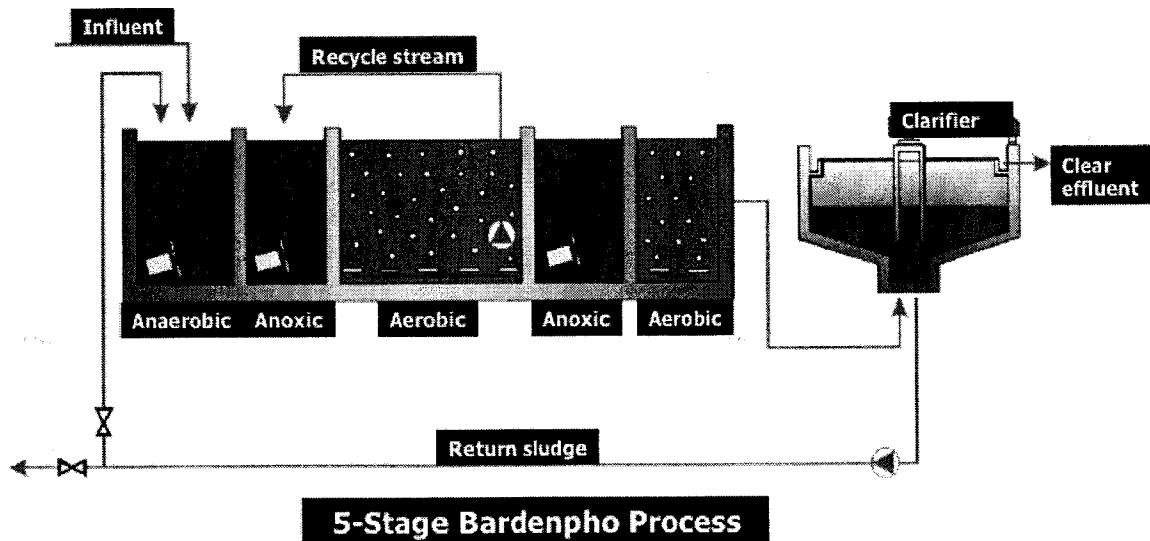 Influent
Recycle stream
Clarifier
Clear
effluent
Anaerobic
Anoxic
Aerobic
Anoxic
Aerobic
Return sludge
5-Stage Bardenpho Process